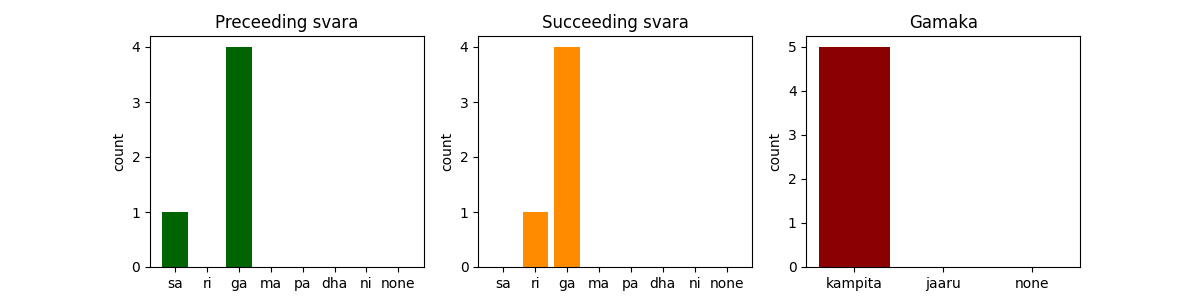 Preceeding svara
count
4
3
2
1
0
sa ri ga ma pa dha ni none
Succeeding svara
count
4
3
2
1
0
sa ri ga ma pa dha ni none
Gamaka
count
5
4
3
2
1
0
kampita jaaru none